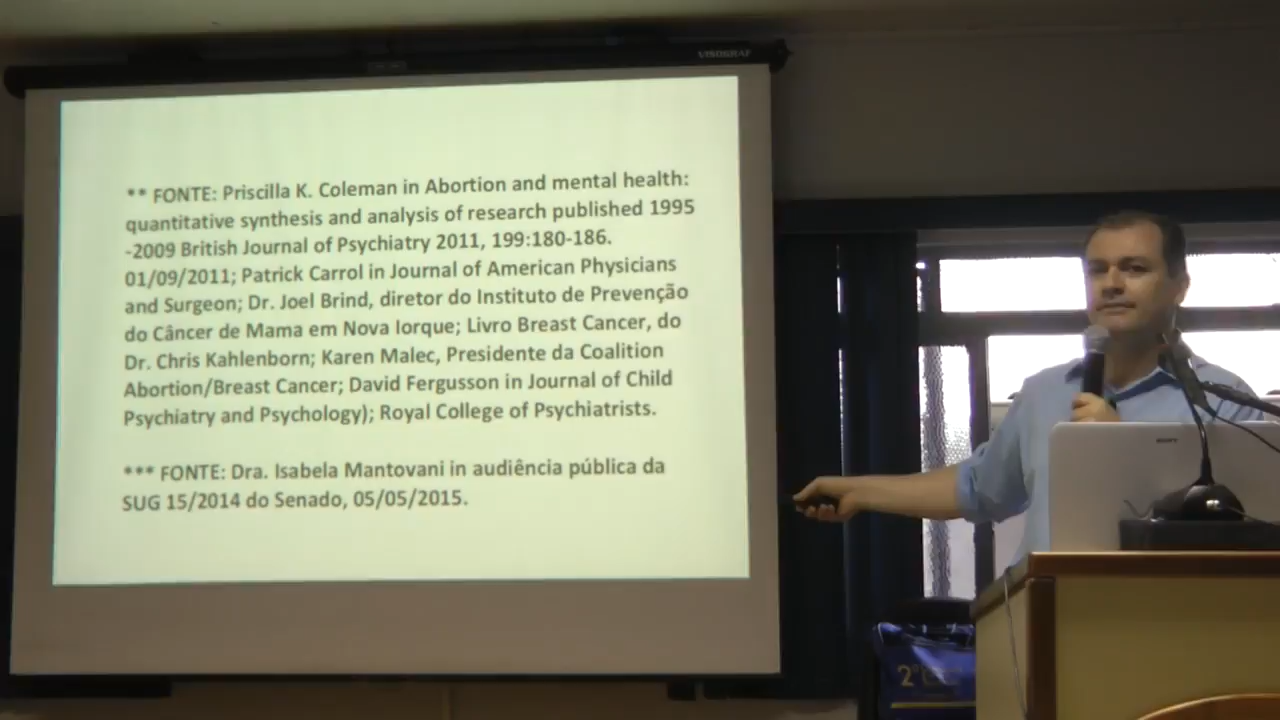 VISOGRAF
** FONTE: Priscilla K. Coleman in Abortion and mental health:
quantitative synthesis and analysis of research published 1995
-2009 British Journal of Psychiatry 2011, 199:180-186.
01/09/2011; Patrick Carrol in Journal of American Physicians
and Surgeon; Dr. Joel Brind, diretor do Instituto de Prevenção
do Câncer de Mama em Nova Iorque; Livro Breast Cancer, do
Dr. Chris Kahlenborn; Karen Malec, Presidente da Coalition
Abortion/Breast Cancer; David Fergusson in Journal of Child
Psychiatry and Psychology); Royal College of Psychiatrists.
*** FONTE: Dra. Isabela Mantovani in audiência pública da
SUG 15/2014 do Senado, 05/05/2015.
SONY
2º